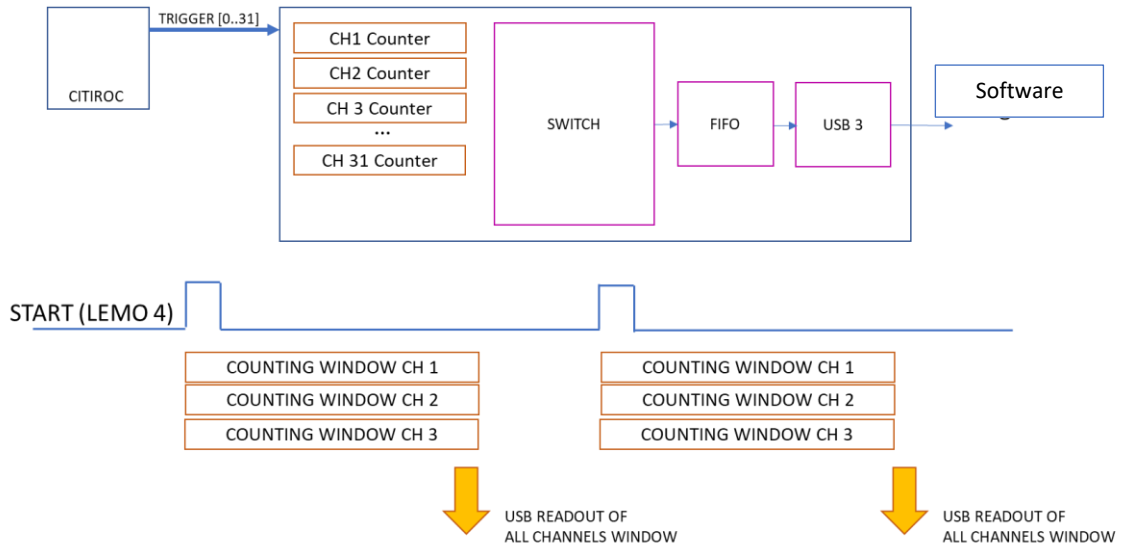 TRIGGER [0..31]
CITIROC
CH1 Counter
CH2 Counter
CH 3 Counter
...
CH 31 Counter
SWITCH
FIFO
USB 3
Software
START (LEMO 4)
COUNTING WINDOW CH 1
COUNTING WINDOW CH 2
COUNTING WINDOW CH 3
COUNTING WINDOW CH 1
COUNTING WINDOW CH 2
COUNTING WINDOW CH 3
USB READOUT OF
ALL CHANNELS WINDOW
USB READOUT OF
ALL CHANNELS WINDOW